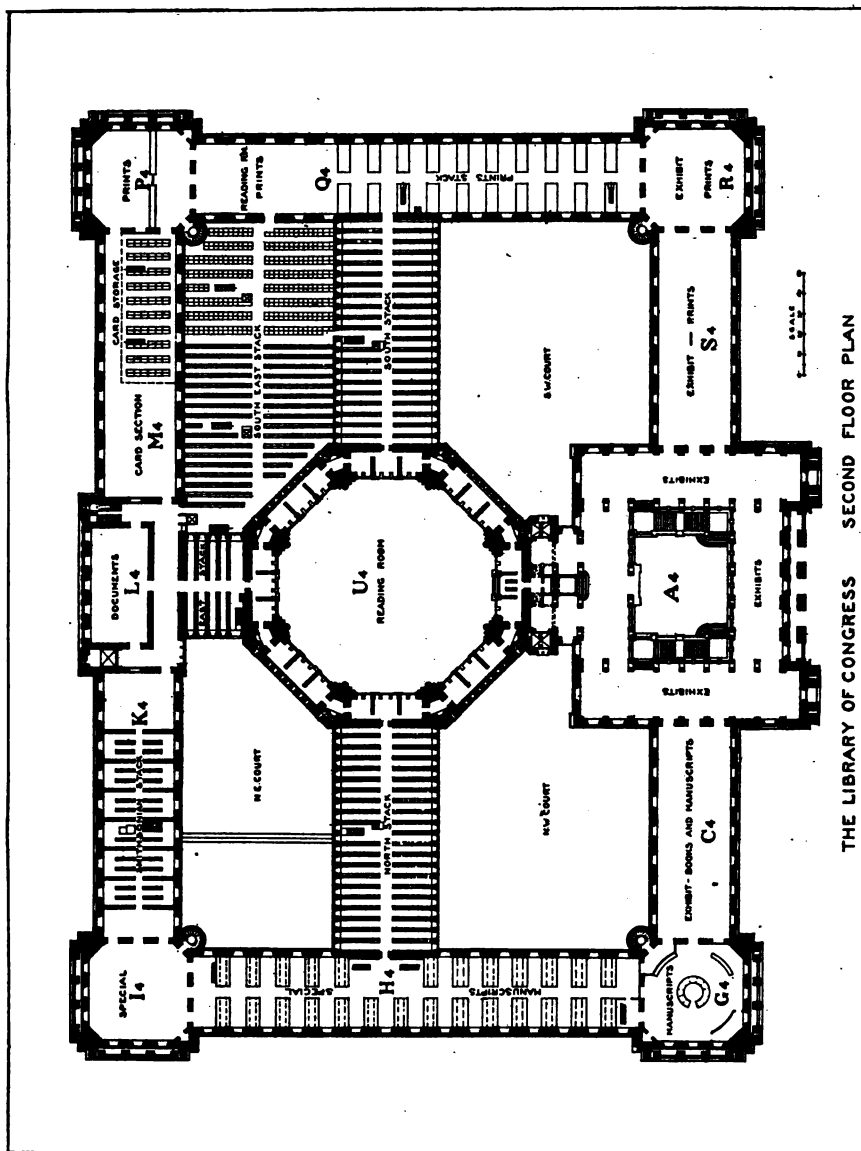 PRINTS
P4
READING RM.
PRINTS
Q4
PRINTS STACK
EXHIBIT
PRINTS
R4
CARD STORAGE
SOUTH EAST STACK
SOUTH STACK
S.W. COURT
EXHIBIT — PRINTS
S4
SCALE
CARD SECTION
M4
DOCUMENTS
L4
EAST STACK
U4
READING ROOM
EXHIBITS
A4
EXHIBITS
EXHIBITS
K4
SMITHSONIAN STACK
N.E. COURT
NORTH STACK
N.W. COURT
EXHIBIT - BOOKS AND MANUSCRIPTS
C4
SPECIAL
I4
SPECIAL
H4
MANUSCRIPTS
MANUSCRIPTS
G4
THE LIBRARY OF CONGRESS SECOND FLOOR PLAN